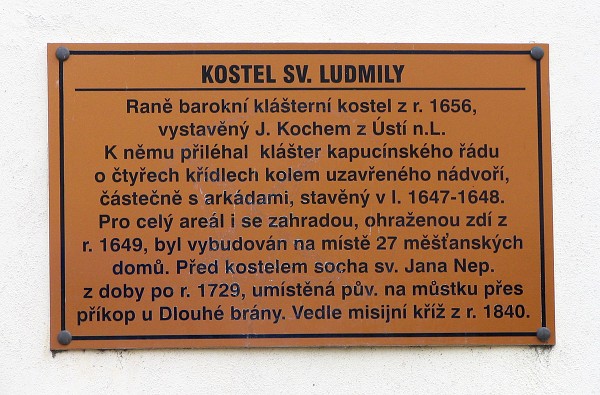 KOSTEL SV. LUDMILY
Raně barokní klášterní kostel z r. 1656,
vystavěný J. Kochem z Ústí n.L.
K němu přiléhal klášter kapucínského řádu
o čtyřech křídlech kolem uzavřeného nádvoří,
částečně s arkádami, stavěný v l. 1647-1648.
Pro celý areál i se zahradou, ohraženou zdí z
r. 1649, byl vybudován na místě 27 měšťanských
domů. Před kostelem socha sv. Jana Nep.
z doby po r. 1729, umístěná pův. na můstku přes
příkop u Dlouhé brány. Vedle misijní kříž z r. 1840.